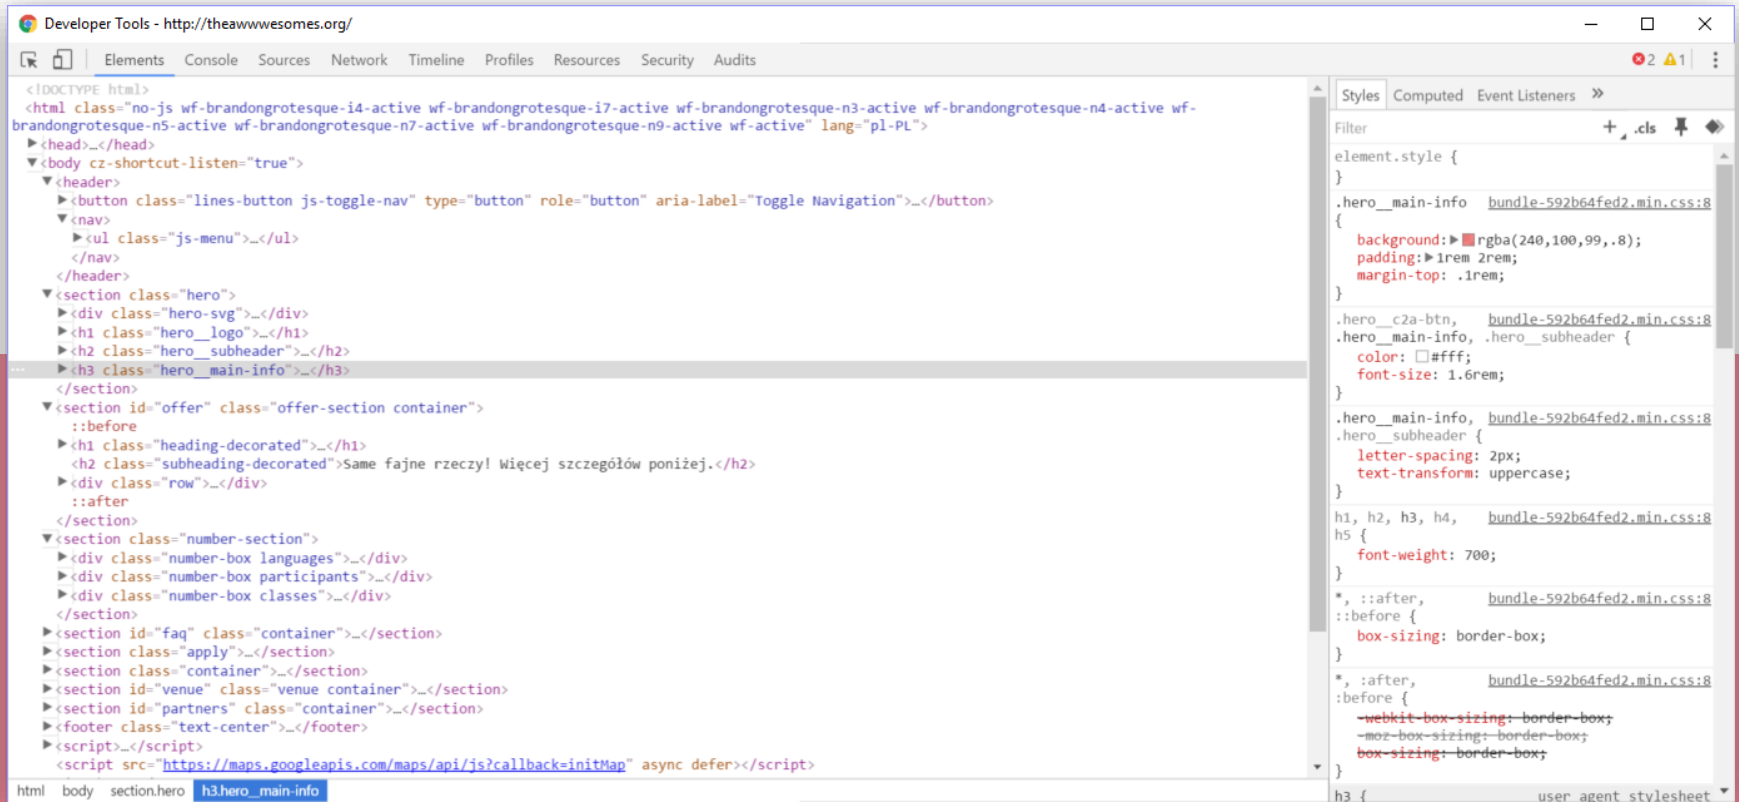 Developer Tools - http://theawwwesomes.org/
Elements Console Sources Network Timeline Profiles Resources Security Audits 2 1
<!DOCTYPE html>
<html class="no-js wf-brandongrotesque-i4-active wf-brandongrotesque-i7-active wf-brandongrotesque-n3-active wf-brandongrotesque-n4-active wf-
brandongrotesque-n5-active wf-brandongrotesque-n7-active wf-brandongrotesque-n9-active wf-active" lang="pl-PL">
<head>…</head>
<body cz-shortcut-listen="true">
<header>
<button class="lines-button js-toggle-nav" type="button" role="button" aria-label="Toggle Navigation">…</button>
<nav>
<ul class="js-menu">…</ul>
</nav>
</header>
<section class="hero">
<div class="hero-svg">…</div>
<h1 class="hero__logo">…</h1>
<h2 class="hero__subheader">…</h2>
<h3 class="hero__main-info">…</h3>
</section>
<section id="offer" class="offer-section container">
::before
<h1 class="heading-decorated">…</h1>
<h2 class="subheading-decorated">Same fajne rzeczy! Więcej szczegółów poniżej.</h2>
<div class="row">…</div>
::after
</section>
<section class="number-section">
<div class="number-box languages">…</div>
<div class="number-box participants">…</div>
<div class="number-box classes">…</div>
</section>
<section id="faq" class="container">…</section>
<section class="apply">…</section>
<section class="container">…</section>
<section id="venue" class="venue container">…</section>
<section id="partners" class="container">…</section>
<footer class="text-center">…</footer>
<script>…</script>
<script src="https://maps.googleapis.com/maps/api/js?callback=initMap" async defer></script>
html body section.hero h3.hero__main-info
Styles Computed Event Listeners »
Filter + .cls
element.style {
}
.hero__main-info bundle-592b64fed2.min.css:8
{
background: rgba(240,100,99,.8);
padding: 1rem 2rem;
margin-top: .1rem;
}
.hero__c2a-btn, bundle-592b64fed2.min.css:8
.hero__main-info, .hero__subheader {
color: #fff;
font-size: 1.6rem;
}
.hero__main-info, bundle-592b64fed2.min.css:8
.hero__subheader {
letter-spacing: 2px;
text-transform: uppercase;
}
h1, h2, h3, h4, bundle-592b64fed2.min.css:8
h5 {
font-weight: 700;
}
*, ::after, bundle-592b64fed2.min.css:8
::before {
box-sizing: border-box;
}
*, :after, bundle-592b64fed2.min.css:8
:before {
-webkit-box-sizing: border-box;
-moz-box-sizing: border-box;
box-sizing: border-box;
}
h3 { user agent stylesheet